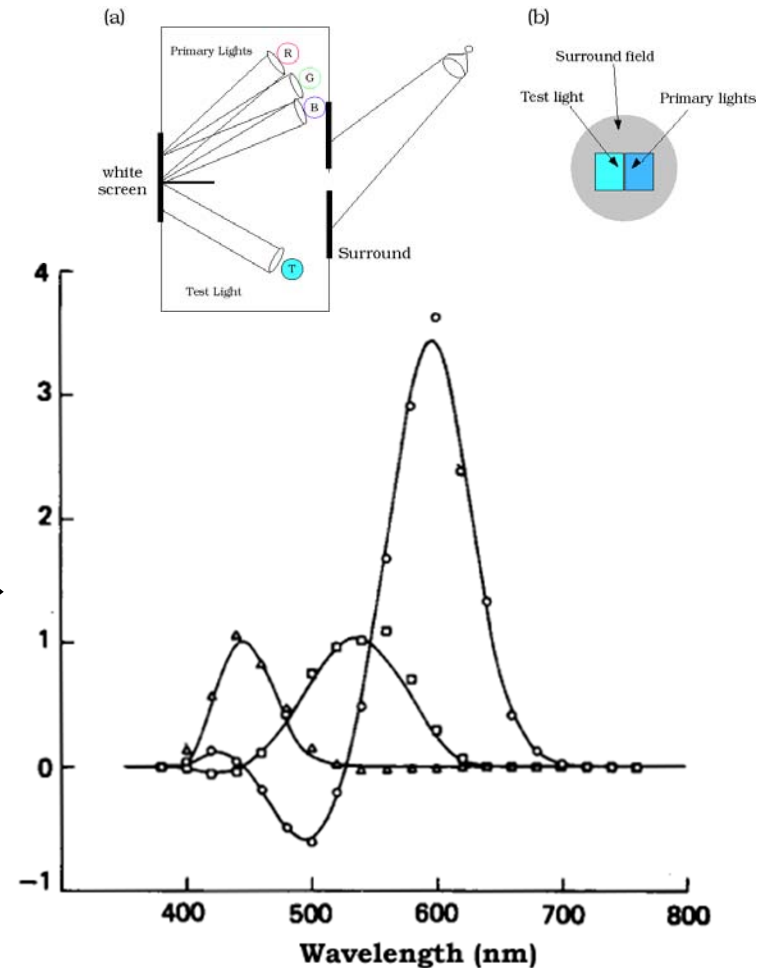 (a)
Primary Lights
R
G
B
white
screen
T
Test Light
Surround
(b)
Surround field
Test light
Primary lights
4
3
2
1
0
−1
400 500 600 700 800
Wavelength (nm)